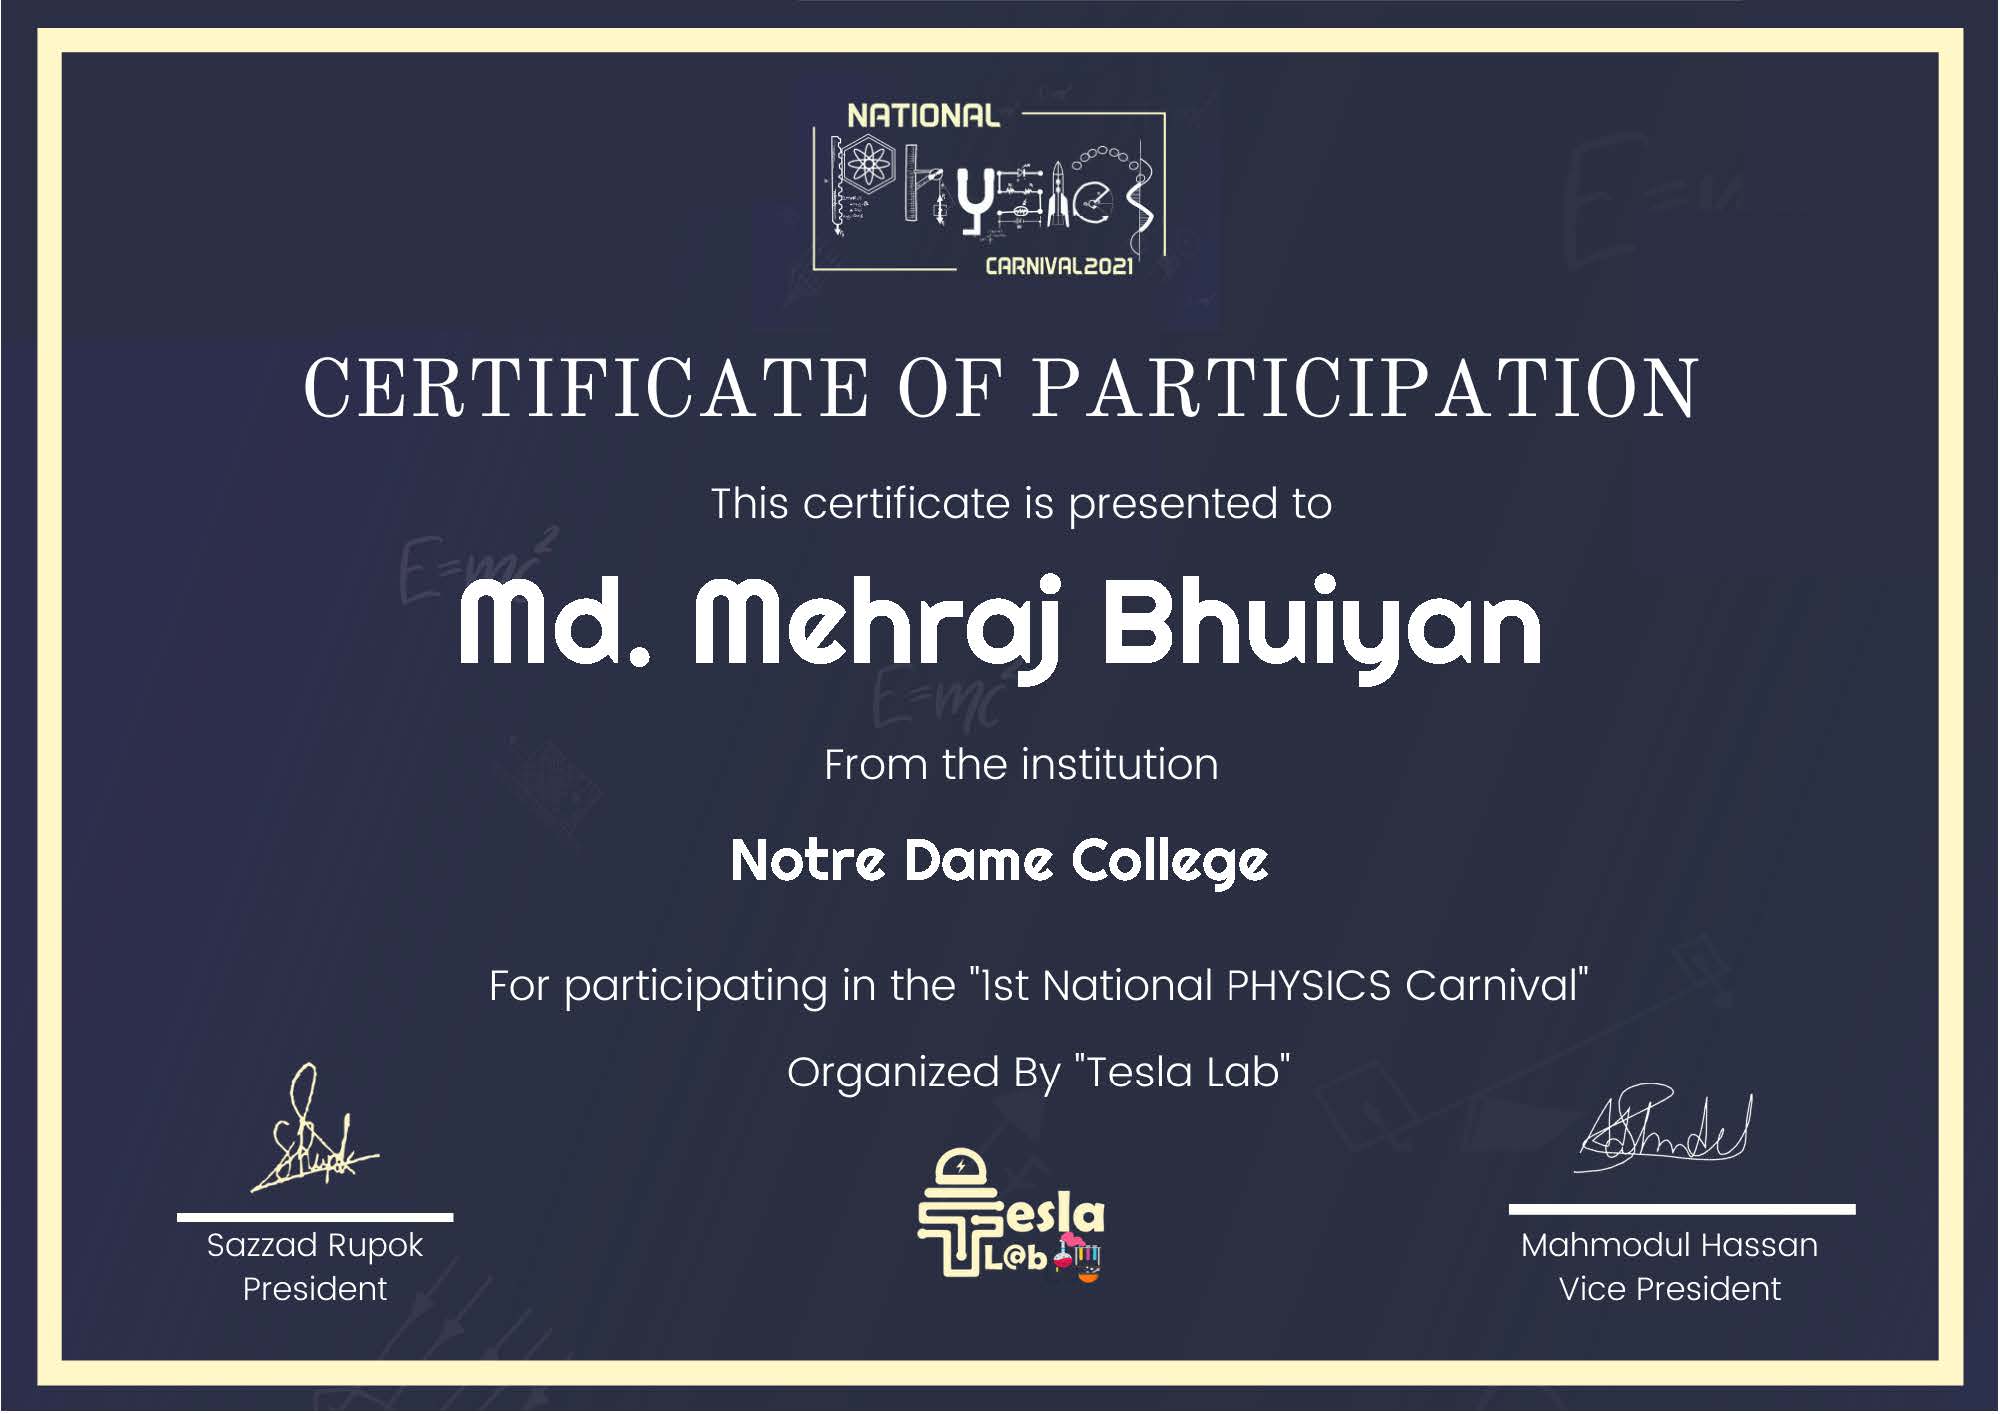 NATIONAL
PhysicS
CARNIVAL2021
CERTIFICATE OF PARTICIPATION
This certificate is presented to
E=mc²
Md. Mehraj Bhuiyan
E=mc²
From the institution
Notre Dame College
For participating in the "1st National PHYSICS Carnival"
Organized By "Tesla Lab"
Tesla
L@b
Sazzad Rupok
President
Mahmodul Hassan
Vice President